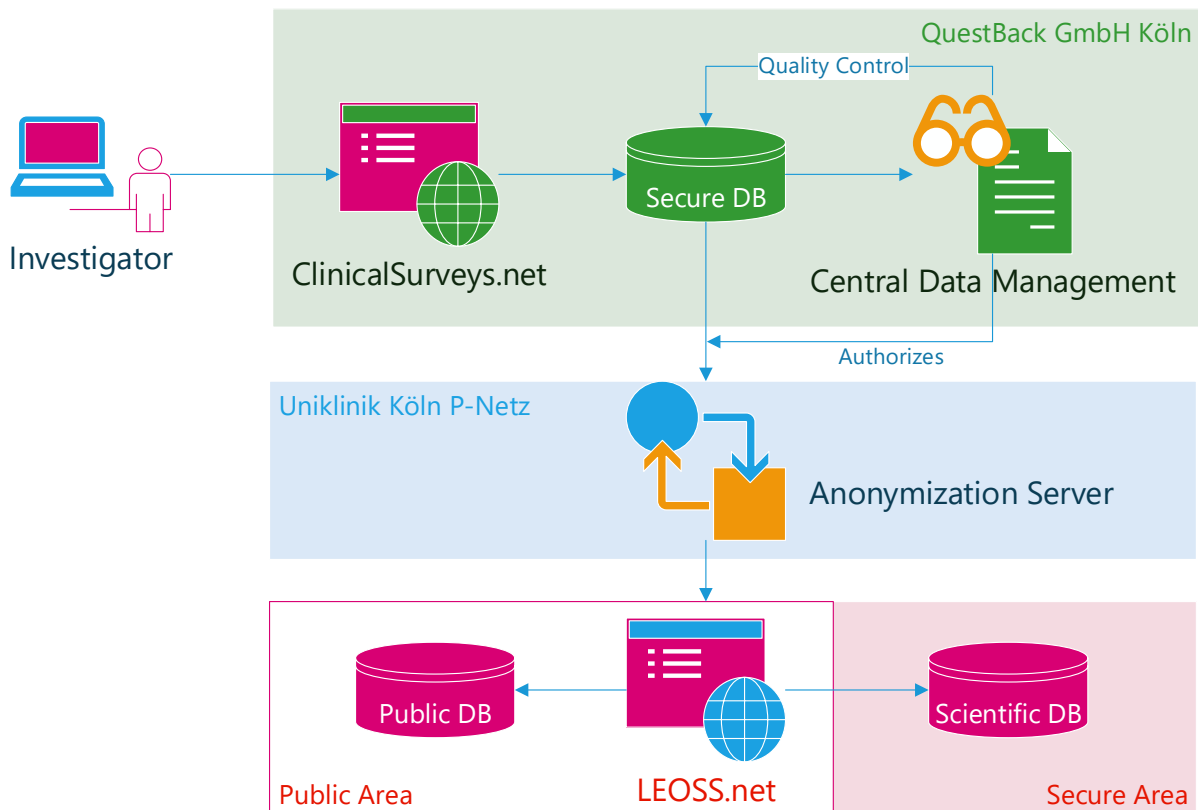 QuestBack GmbH Köln
Quality Control
Secure DB
Investigator
ClinicalSurveys.net
Central Data Management
Authorizes
Uniklinik Köln P-Netz
Anonymization Server
Public DB
Scientific DB
LEOSS.net
Public Area
Secure Area